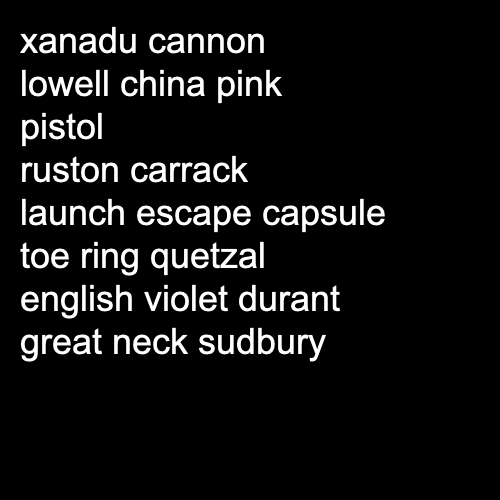 xanadu cannon
lowell china pink
pistol
ruston carrack
launch escape capsule
toe ring quetzal
english violet durant
great neck sudbury